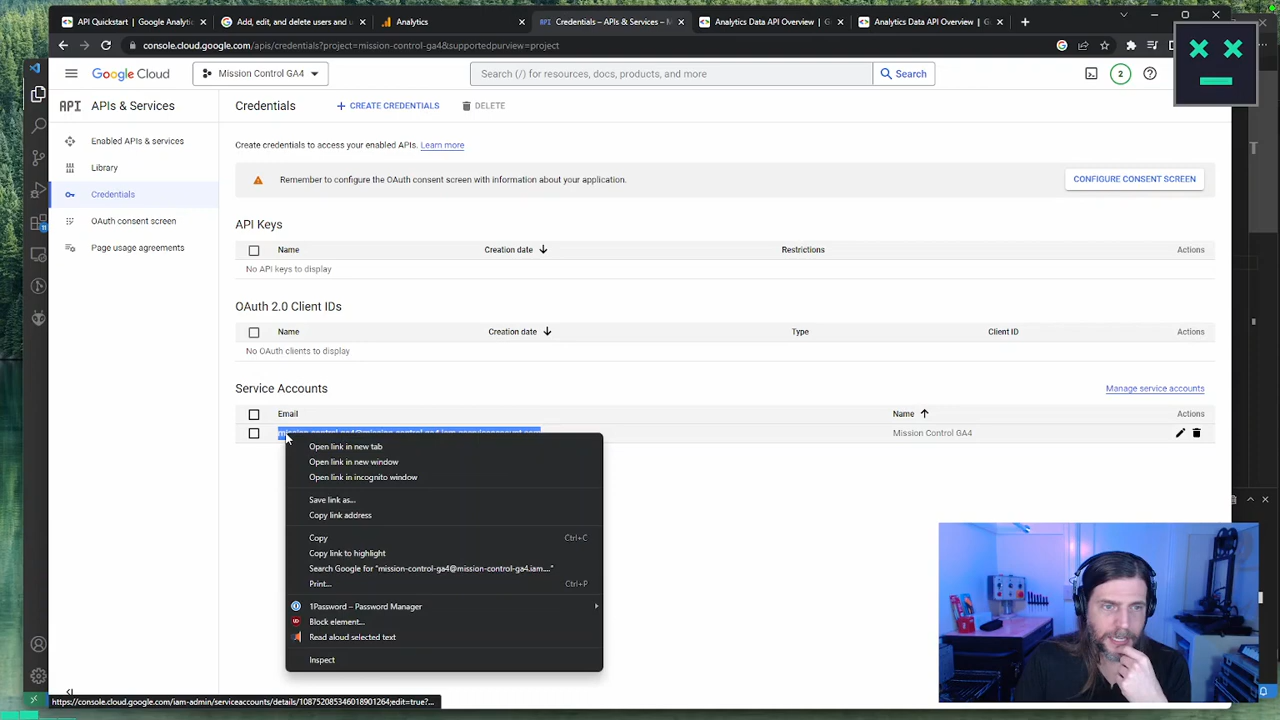 API Quickstart | Google Analytic
Add, edit, and delete users and u
Analytics
Credentials – APIs & Services – M
Analytics Data API Overview | G
Analytics Data API Overview | G
console.cloud.google.com/apis/credentials?project=mission-control-ga4&supportedpurview=project
Google Cloud
Mission Control GA4
Search (/) for resources, docs, products, and more
Search
2
API
APIs & Services
Credentials
CREATE CREDENTIALS
DELETE
Enabled APIs & services
Library
Credentials
OAuth consent screen
Page usage agreements
Create credentials to access your enabled APIs. Learn more
Remember to configure the OAuth consent screen with information about your application.
CONFIGURE CONSENT SCREEN
API Keys
Name
Creation date
Restrictions
Actions
No API keys to display
OAuth 2.0 Client IDs
Name
Creation date
Type
Client ID
Actions
No OAuth clients to display
Service Accounts
Manage service accounts
Email
Name
Actions
Mission Control GA4
Open link in new tab
Open link in new window
Open link in incognito window
Save link as...
Copy link address
Copy
Ctrl+C
Copy link to highlight
Search Google for "mission-control-ga4@mission-control-ga4.iam...."
Print...
Ctrl+P
1Password – Password Manager
Block element...
Read aloud selected text
Inspect
https://console.cloud.google.com/iam-admin/serviceaccounts/details/108752085346018901264;edit=true?...